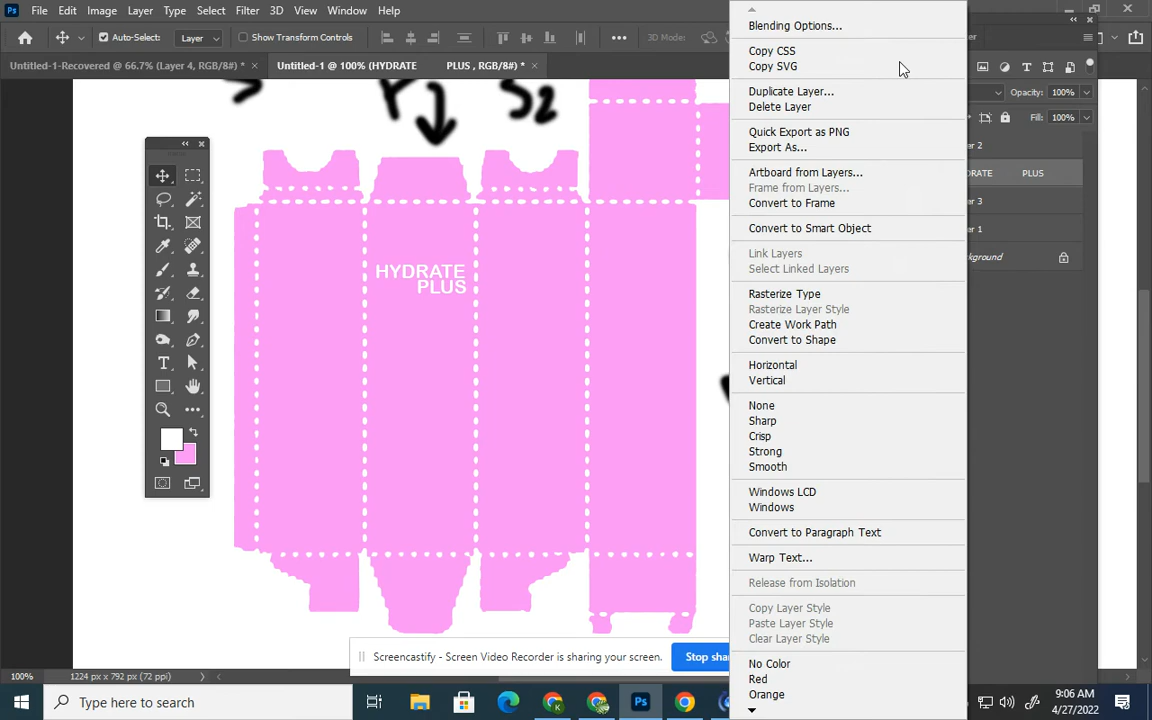 File Edit Image Layer Type Select Filter 3D View Window Help
Auto-Select: Layer Show Transform Controls 3D Mode:
Untitled-1-Recovered @ 66.7% (Layer 4, RGB/8#) * Untitled-1 @ 100% (HYDRATE PLUS , RGB/8#) *
S2
HYDRATE
PLUS
Blending Options...
Copy CSS
Copy SVG
Duplicate Layer...
Delete Layer
Quick Export as PNG
Export As...
Artboard from Layers...
Frame from Layers...
Convert to Frame
Convert to Smart Object
Link Layers
Select Linked Layers
Rasterize Type
Rasterize Layer Style
Create Work Path
Convert to Shape
Horizontal
Vertical
None
Sharp
Crisp
Strong
Smooth
Windows LCD
Windows
Convert to Paragraph Text
Warp Text...
Release from Isolation
Copy Layer Style
Paste Layer Style
Clear Layer Style
No Color
Red
Orange
Opacity: 100%
Fill: 100%
er 2
DRATE PLUS
er 3
er 1
ckground
Screencastify - Screen Video Recorder is sharing your screen. Stop sha
100% 1224 px x 792 px (72 ppi)
Type here to search
9:06 AM
4/27/2022